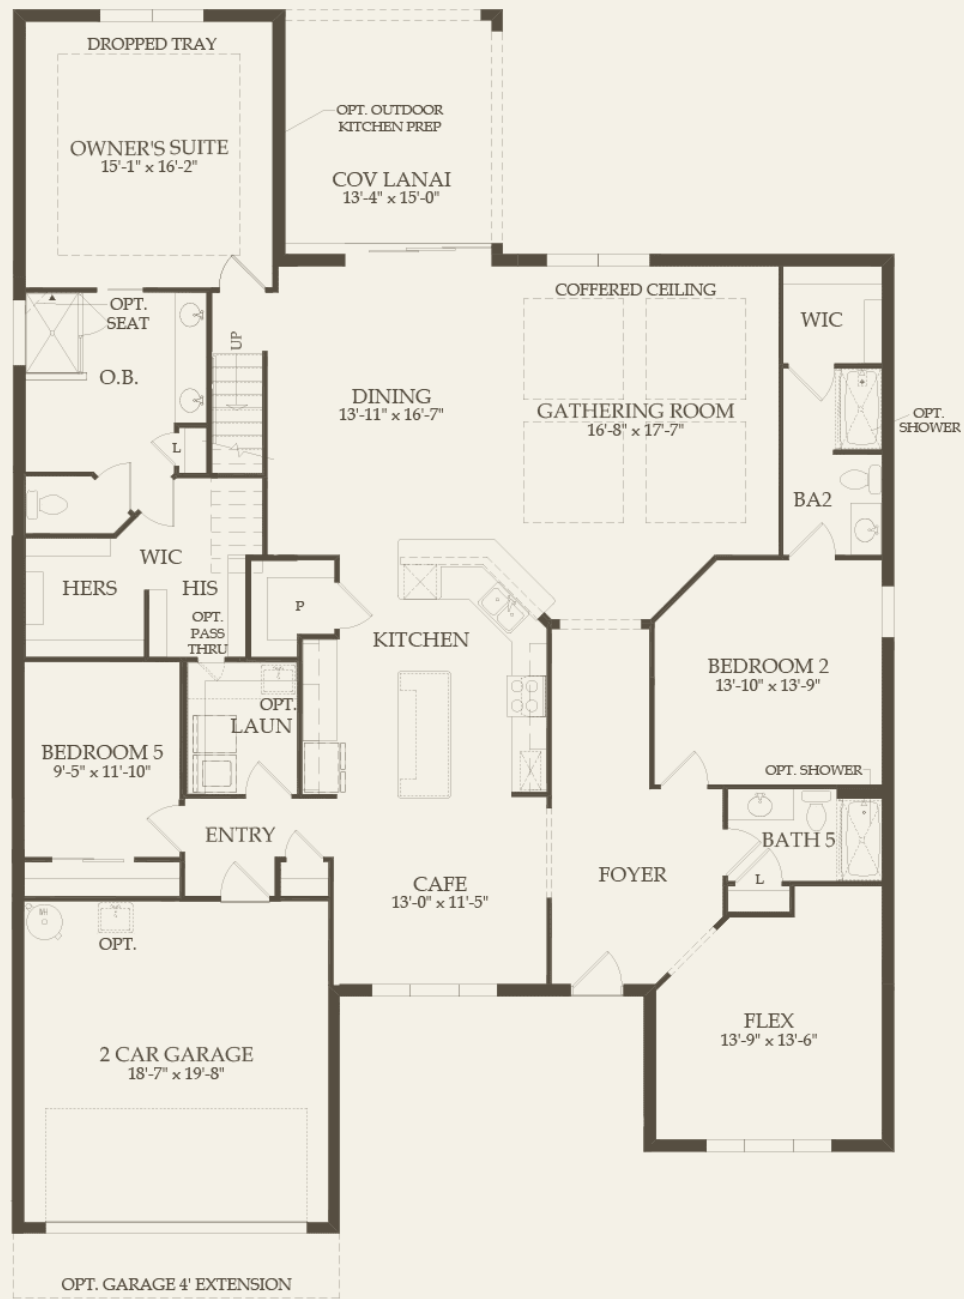 DROPPED TRAY
OWNER'S SUITE
15'-1" x 16'-2"
OPT. OUTDOOR
KITCHEN PREP
COV LANAI
13'-4" x 15'-0"
COFFERED CEILING
WIC
OPT.
SEAT
O.B.
UP
L
DINING
13'-11" x 16'-7"
GATHERING ROOM
16'-8" x 17'-7"
OPT.
SHOWER
BA2
WIC
HERS
HIS
OPT.
PASS
THRU
P
KITCHEN
BEDROOM 2
13'-10" x 13'-9"
OPT. SHOWER
OPT.
LAUN
BEDROOM 5
9'-5" x 11'-10"
ENTRY
CAFE
13'-0" x 11'-5"
FOYER
BATH 5
L
OPT.
2 CAR GARAGE
18'-7" x 19'-8"
FLEX
13'-9" x 13'-6"
OPT. GARAGE 4' EXTENSION